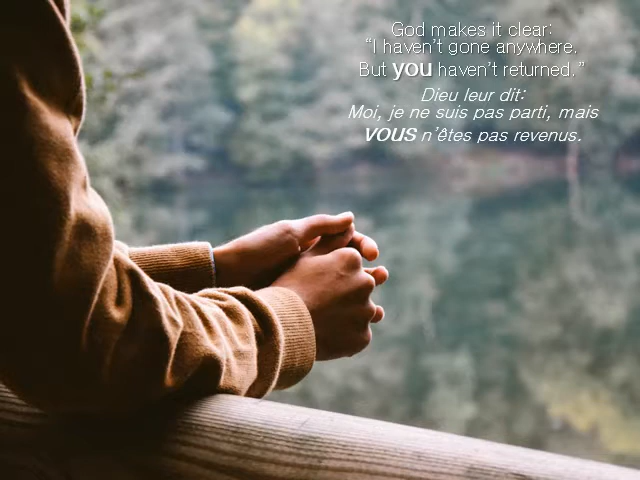 God makes it clear:
“I haven’t gone anywhere.
But you haven’t returned.”
Dieu leur dit:
Moi, je ne suis pas parti, mais
vous n’êtes pas revenus.